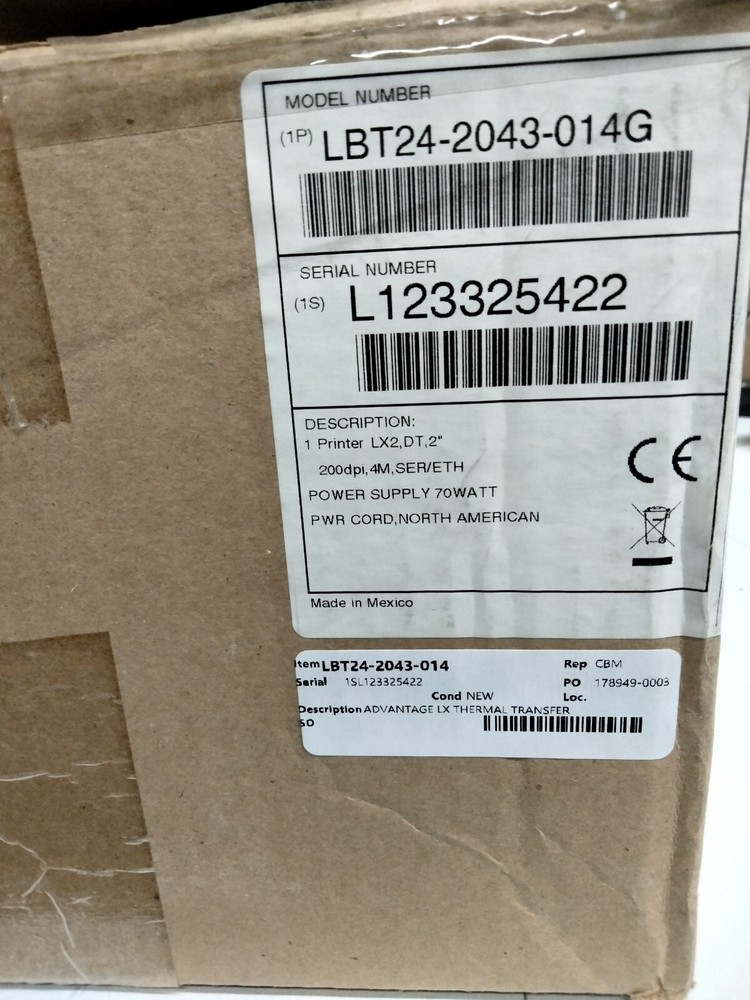 MODEL NUMBER
(1P) LBT24-2043-014G
SERIAL NUMBER
(1S) L123325422
DESCRIPTION:
1 Printer LX2,DT,2"
200dpi,4M,SER/ETH
POWER SUPPLY 70WATT
PWR CORD,NORTH AMERICAN
CE
Made in Mexico
Item LBT24-2043-014 Rep CBM
Serial 1SL123325422 PO 178949-0003
Cond NEW Loc.
Description ADVANTAGE LX THERMAL TRANSFER
SO